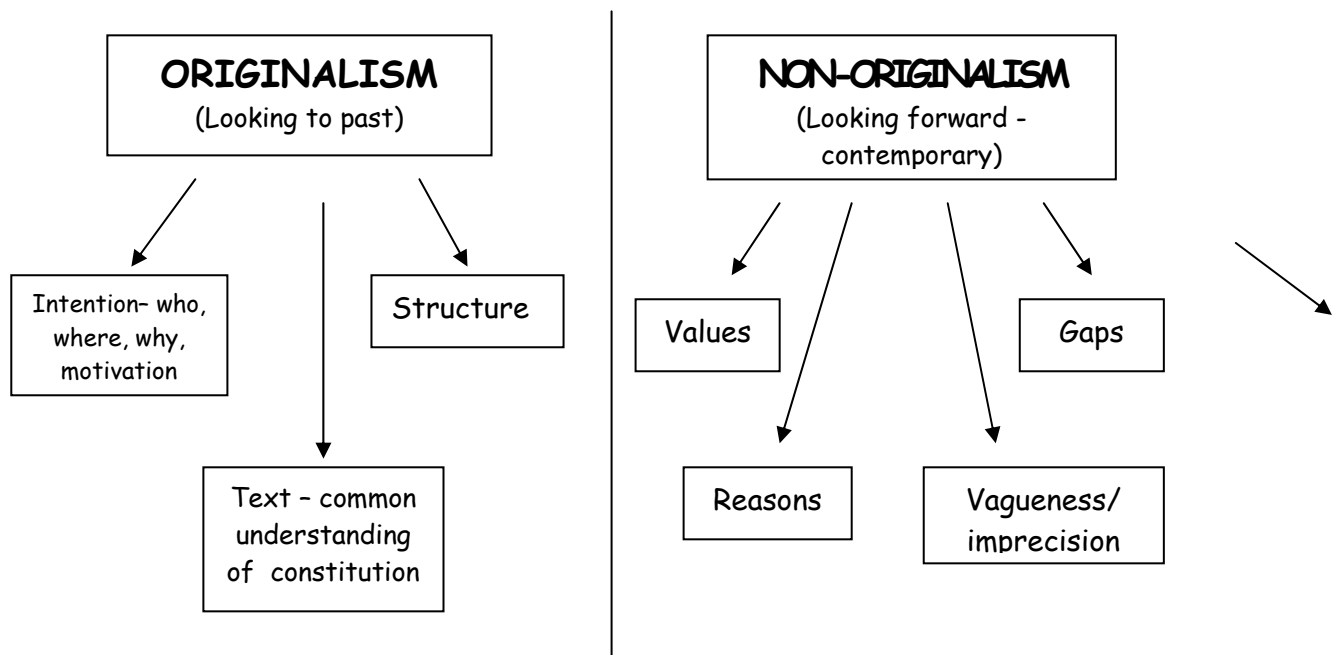 ORIGINALISM
(Looking to past)
Intention– who,
where, why,
motivation
Structure
Text – common
understanding
of constitution
NON-ORIGINALISM
(Looking forward -
contemporary)
Values
Gaps
Reasons
Vagueness/
imprecision